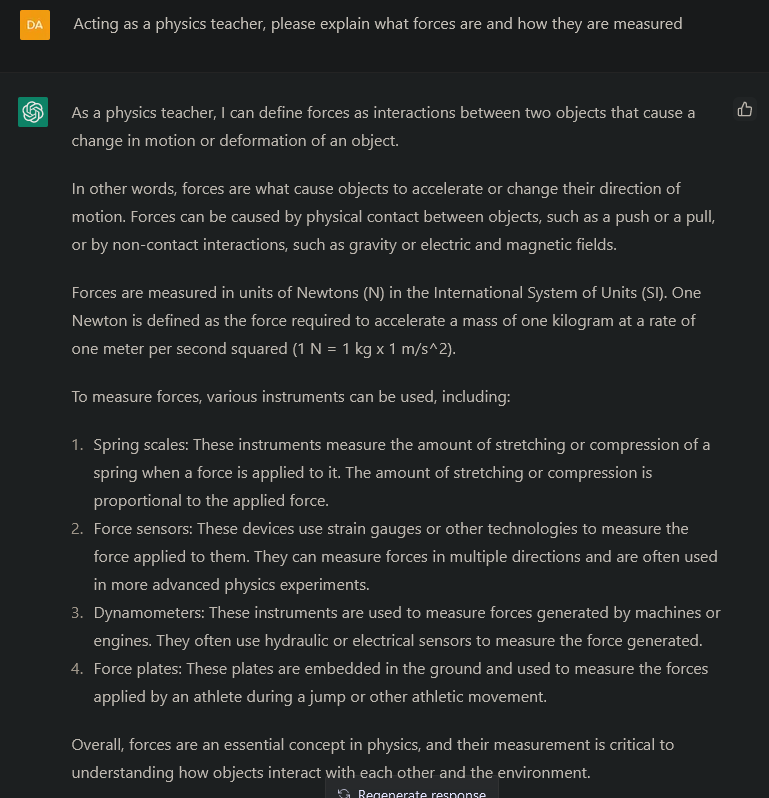 DA
Acting as a physics teacher, please explain what forces are and how they are measured
As a physics teacher, I can define forces as interactions between two objects that cause a
change in motion or deformation of an object.
In other words, forces are what cause objects to accelerate or change their direction of
motion. Forces can be caused by physical contact between objects, such as a push or a pull,
or by non-contact interactions, such as gravity or electric and magnetic fields.
Forces are measured in units of Newtons (N) in the International System of Units (SI). One
Newton is defined as the force required to accelerate a mass of one kilogram at a rate of
one meter per second squared (1 N = 1 kg x 1 m/s^2).
To measure forces, various instruments can be used, including:
1. Spring scales: These instruments measure the amount of stretching or compression of a
spring when a force is applied to it. The amount of stretching or compression is
proportional to the applied force.
2. Force sensors: These devices use strain gauges or other technologies to measure the
force applied to them. They can measure forces in multiple directions and are often used
in more advanced physics experiments.
3. Dynamometers: These instruments are used to measure forces generated by machines or
engines. They often use hydraulic or electrical sensors to measure the force generated.
4. Force plates: These plates are embedded in the ground and used to measure the forces
applied by an athlete during a jump or other athletic movement.
Overall, forces are an essential concept in physics, and their measurement is critical to
understanding how objects interact with each other and the environment.
Regenerate response